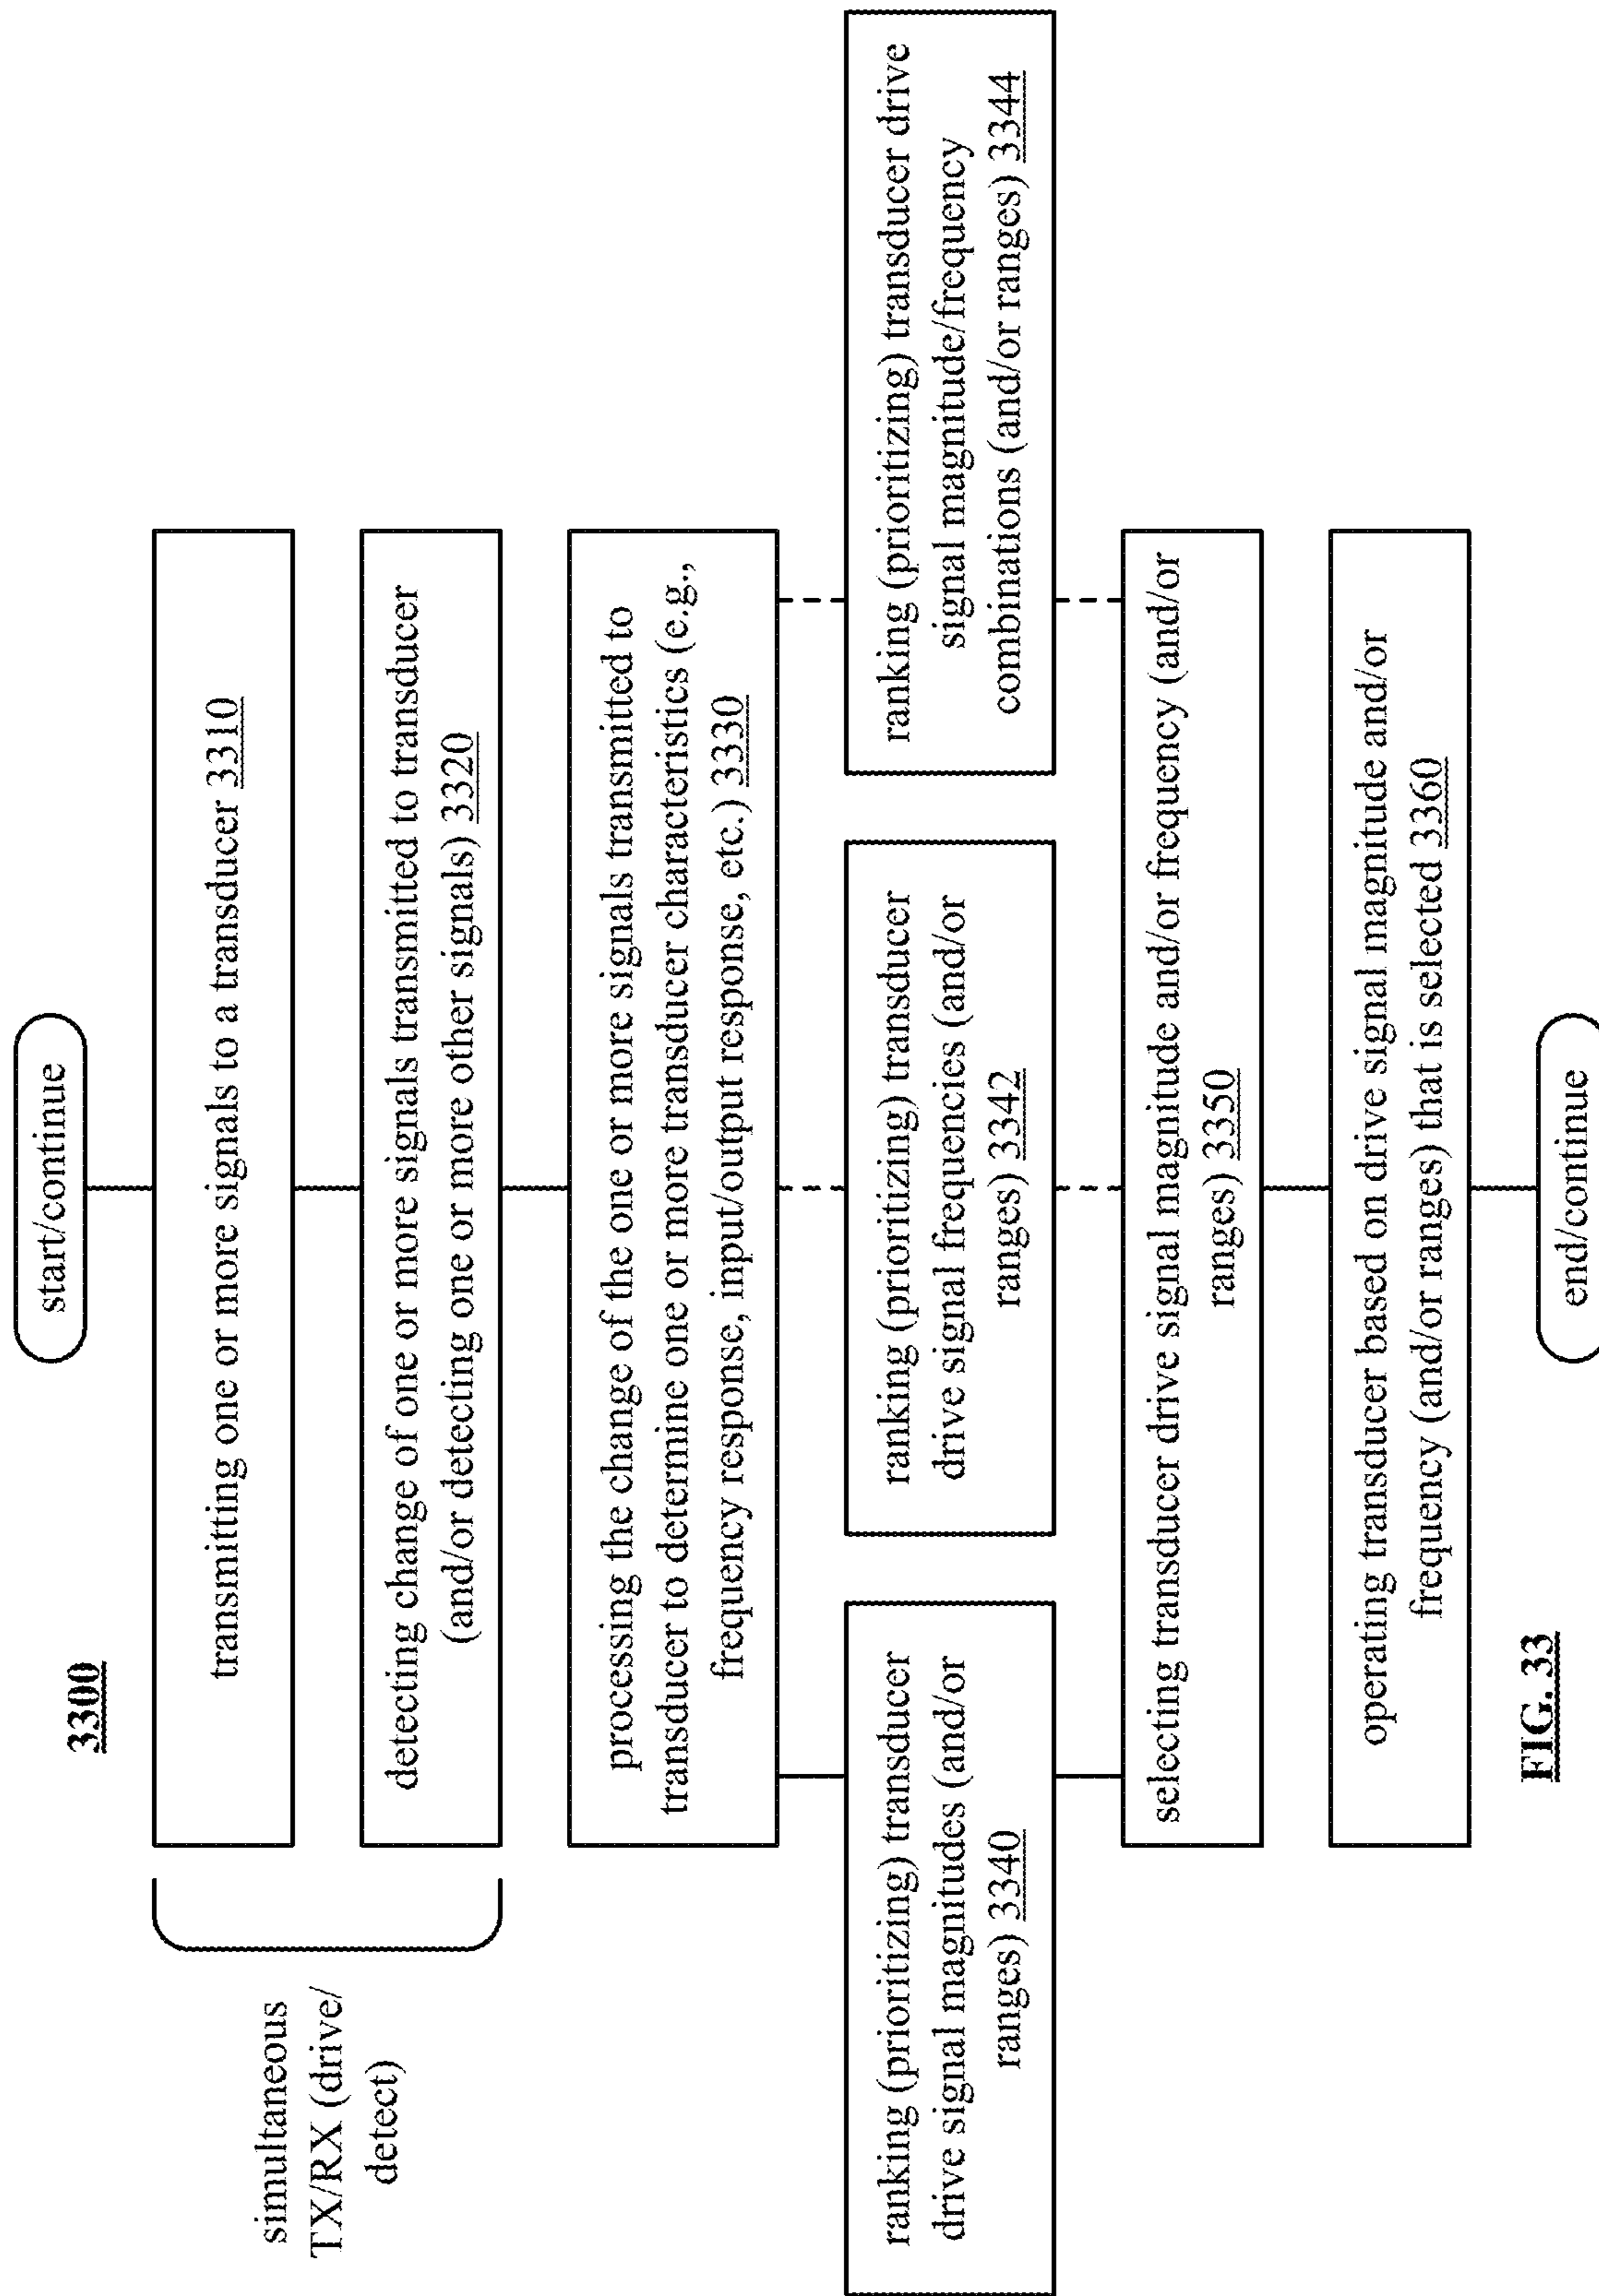 3300
start/continue
simultaneous
TX/RX (drive/
detect)
transmitting one or more signals to a transducer 3310
detecting change of one or more signals transmitted to transducer
(and/or detecting one or more other signals) 3320
processing the change of the one or more signals transmitted to
transducer to determine one or more transducer characteristics (e.g.,
frequency response, input/output response, etc.) 3330
ranking (prioritizing) transducer
drive signal magnitudes (and/or
ranges) 3340
ranking (prioritizing) transducer
drive signal frequencies (and/or
ranges) 3342
ranking (prioritizing) transducer drive
signal magnitude/frequency
combinations (and/or ranges) 3344
selecting transducer drive signal magnitude and/or frequency (and/or
ranges) 3350
operating transducer based on drive signal magnitude and/or
frequency (and/or ranges) that is selected 3360
end/continue
FIG. 33